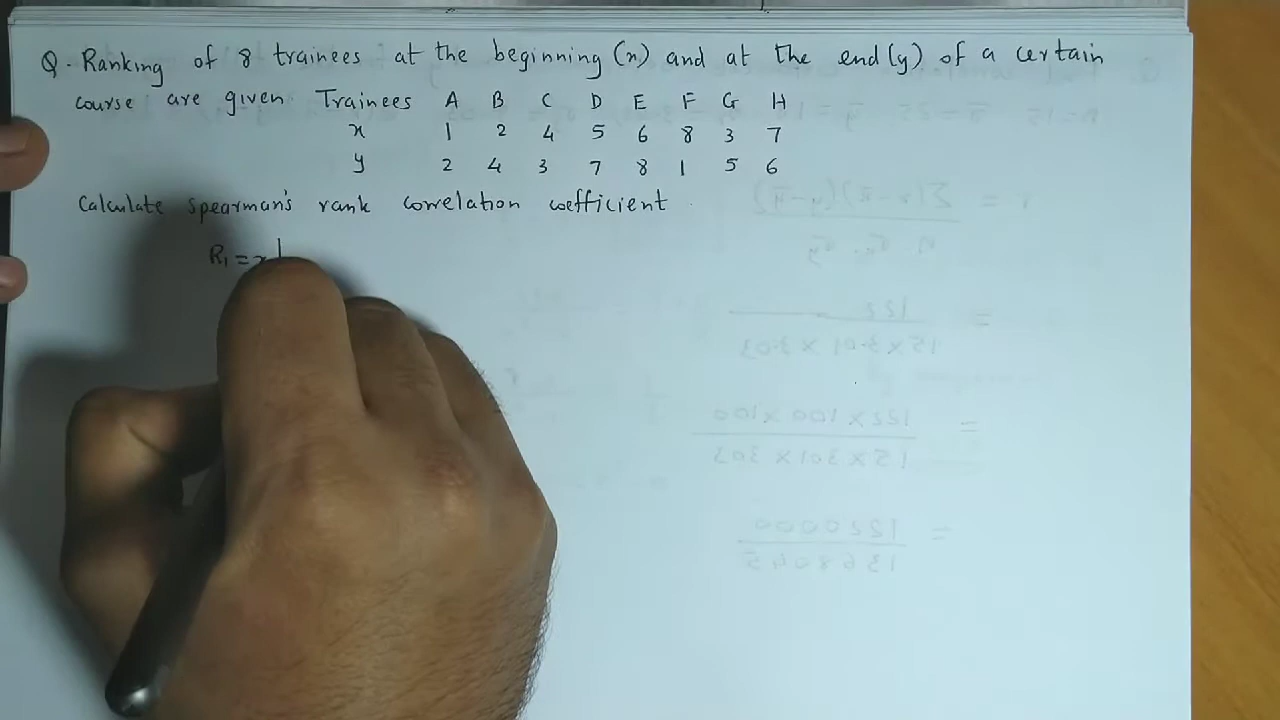 Q. Ranking of 8 trainees at the beginning (x) and at the end (y) of a certain
course are given Trainees A B C D E F G H
x 1 2 4 5 6 8 3 7
y 2 4 3 7 8 1 5 6
Calculate Spearman's rank correlation coefficient
R₁ = x